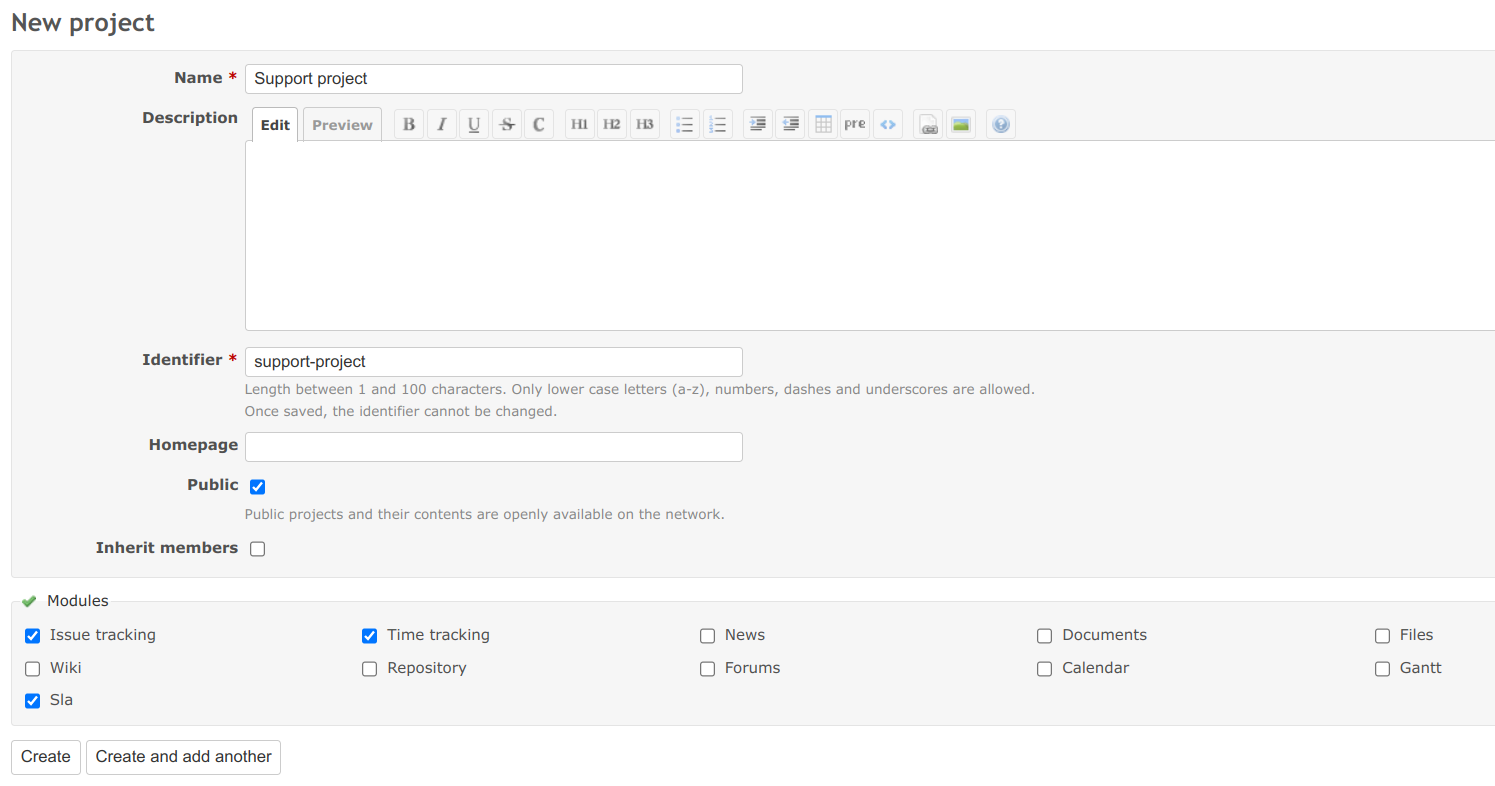 New project
Name *
Support project
Description
Edit Preview B I U S C H1 H2 H3 pre <>
Identifier *
support-project
Length between 1 and 100 characters. Only lower case letters (a-z), numbers, dashes and underscores are allowed.
Once saved, the identifier cannot be changed.
Homepage
Public
Public projects and their contents are openly available on the network.
Inherit members
Modules
Issue tracking Time tracking News Documents Files
Wiki Repository Forums Calendar Gantt
Sla
Create Create and add another